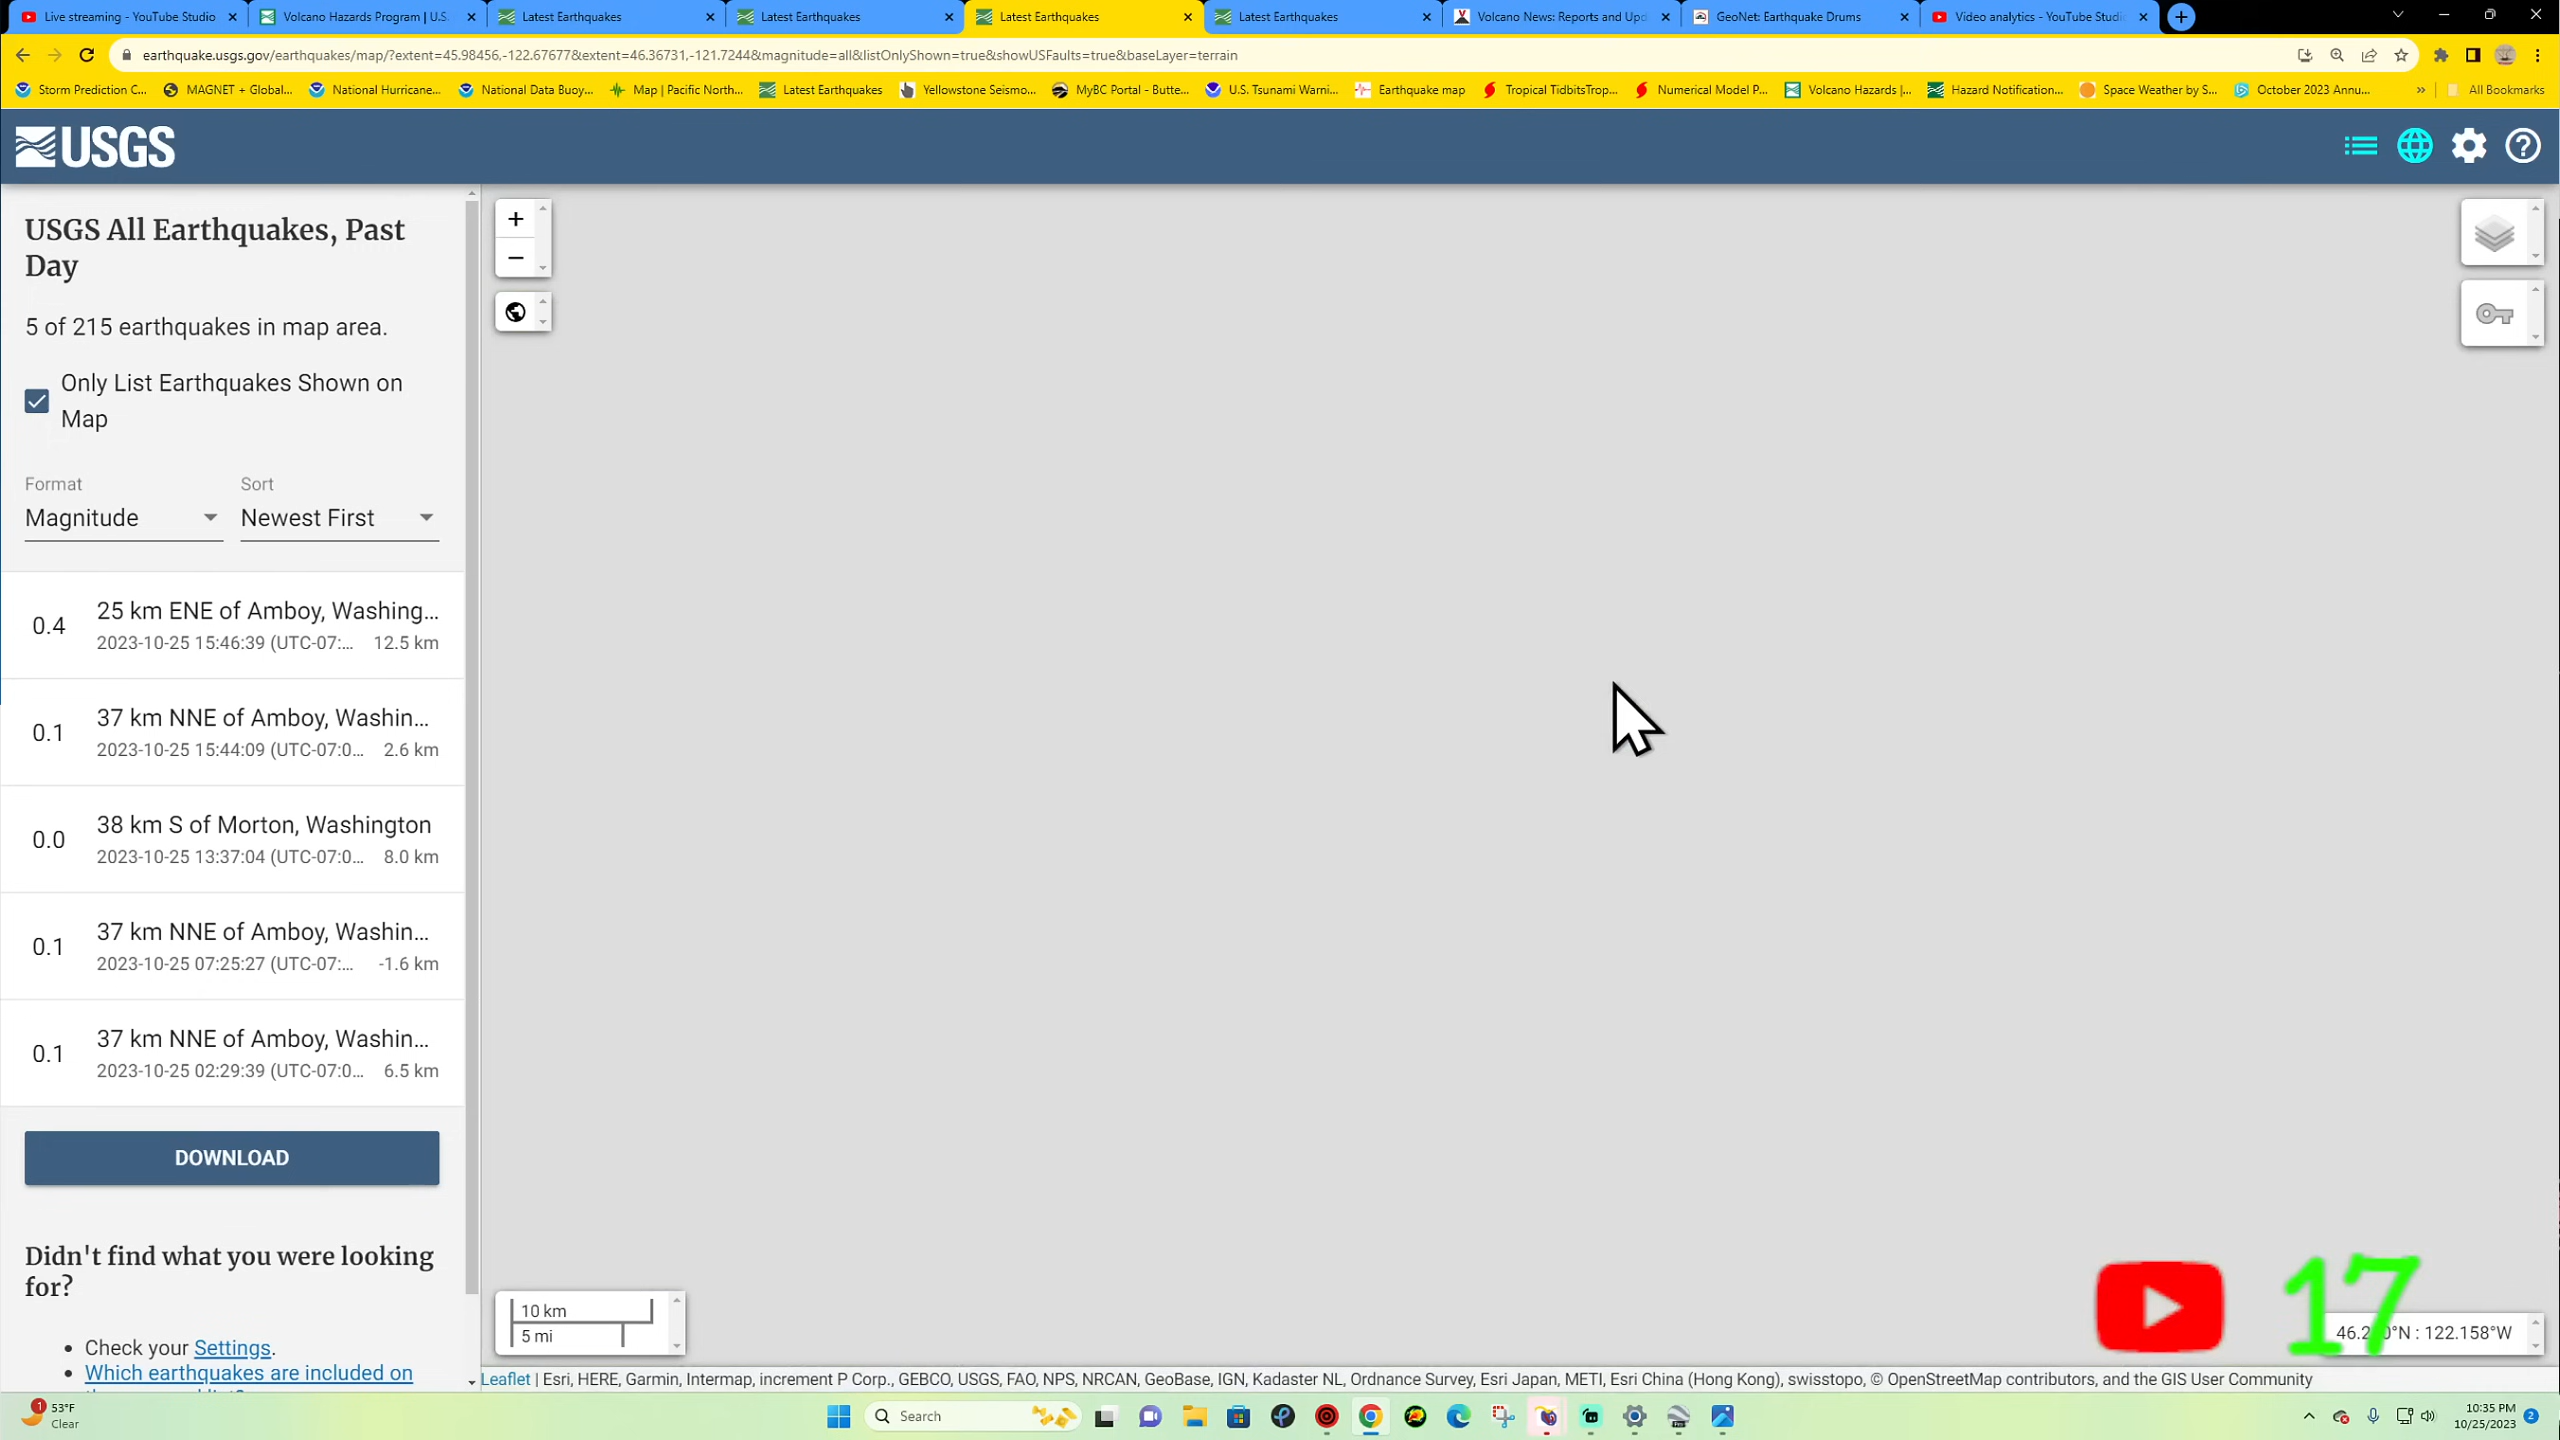 Live streaming - YouTube Studio
Volcano Hazards Program | U.S.
Latest Earthquakes
Latest Earthquakes
Latest Earthquakes
Latest Earthquakes
Volcano News: Reports and Upd
GeoNet: Earthquake Drums
Video analytics - YouTube Studio
earthquake.usgs.gov/earthquakes/map/?extent=45.98456,-122.67677&extent=46.36731,-121.7244&magnitude=all&listOnlyShown=true&showUSFaults=true&baseLayer=terrain
Storm Prediction C...
MAGNET + Global...
National Hurricane...
National Data Buoy...
Map | Pacific North...
Latest Earthquakes
Yellowstone Seismo...
MyBC Portal - Butte...
U.S. Tsunami Warni...
Earthquake map
Tropical TidbitsTrop...
Numerical Model P...
Volcano Hazards |...
Hazard Notification...
Space Weather by S...
October 2023 Annu...
»
All Bookmarks
USGS
USGS All Earthquakes, Past
Day
5 of 215 earthquakes in map area.
Only List Earthquakes Shown on
Map
Format
Sort
Magnitude
Newest First
0.4
25 km ENE of Amboy, Washing...
2023-10-25 15:46:39 (UTC-07:... 12.5 km
0.1
37 km NNE of Amboy, Washin...
2023-10-25 15:44:09 (UTC-07:0... 2.6 km
0.0
38 km S of Morton, Washington
2023-10-25 13:37:04 (UTC-07:0... 8.0 km
0.1
37 km NNE of Amboy, Washin...
2023-10-25 07:25:27 (UTC-07:... -1.6 km
0.1
37 km NNE of Amboy, Washin...
2023-10-25 02:29:39 (UTC-07:0... 6.5 km
DOWNLOAD
Didn't find what you were looking
for?
Check your Settings.
Which earthquakes are included on
+
−
10 km
5 mi
17
122.158°W
Leaflet | Esri, HERE, Garmin, Intermap, increment P Corp., GEBCO, USGS, FAO, NPS, NRCAN, GeoBase, IGN, Kadaster NL, Ordnance Survey, Esri Japan, METI, Esri China (Hong Kong), swisstopo, © OpenStreetMap contributors, and the GIS User Community
1
53°F
Clear
Search
10:35 PM
10/25/2023
2